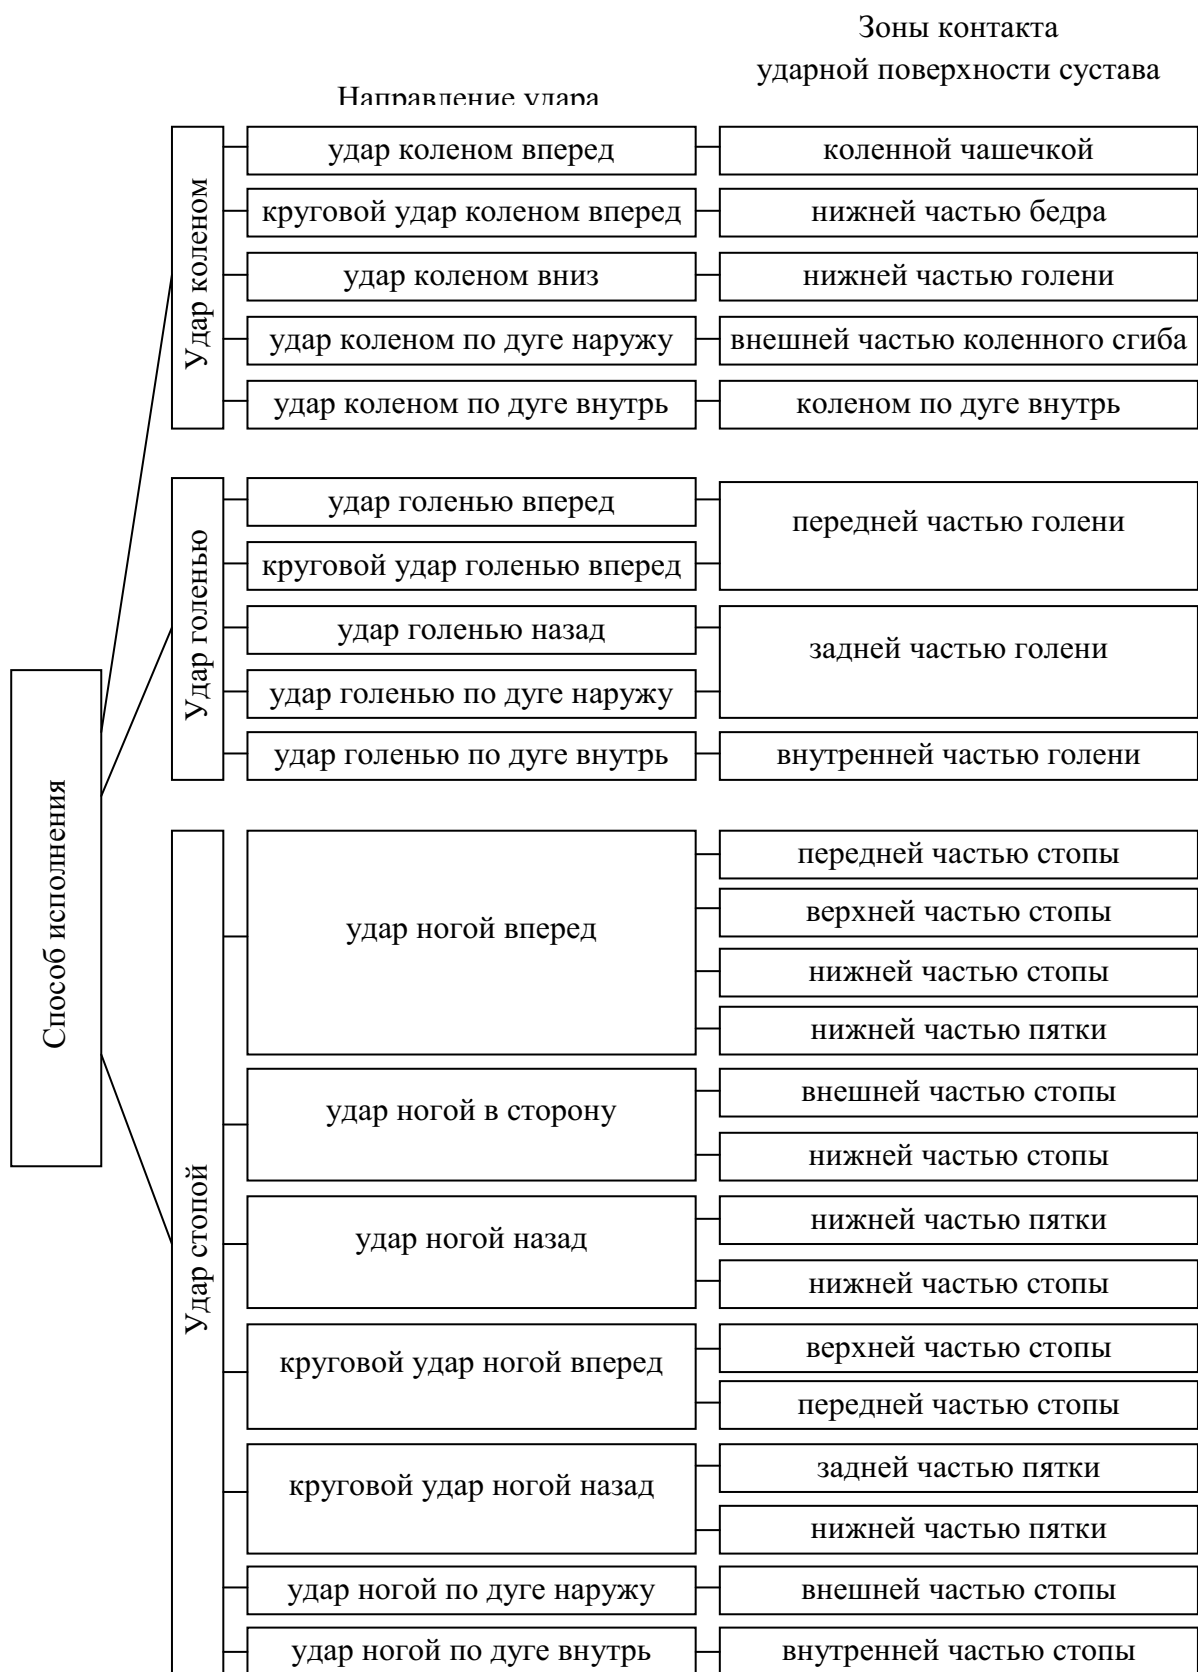 Зоны контакта
ударной поверхности сустава
Направление удара
Способ исполнения
Удар коленом
удар коленом вперед
коленной чашечкой
круговой удар коленом вперед
нижней частью бедра
удар коленом вниз
нижней частью голени
удар коленом по дуге наружу
внешней частью коленного сгиба
удар коленом по дуге внутрь
коленом по дуге внутрь
Удар голенью
удар голенью вперед
передней частью голени
круговой удар голенью вперед
удар голенью назад
задней частью голени
удар голенью по дуге наружу
удар голенью по дуге внутрь
внутренней частью голени
Удар стопой
удар ногой вперед
передней частью стопы
верхней частью стопы
нижней частью стопы
нижней частью пятки
удар ногой в сторону
внешней частью стопы
нижней частью стопы
удар ногой назад
нижней частью пятки
нижней частью стопы
круговой удар ногой вперед
верхней частью стопы
передней частью стопы
круговой удар ногой назад
задней частью пятки
нижней частью пятки
удар ногой по дуге наружу
внешней частью стопы
удар ногой по дуге внутрь
внутренней частью стопы